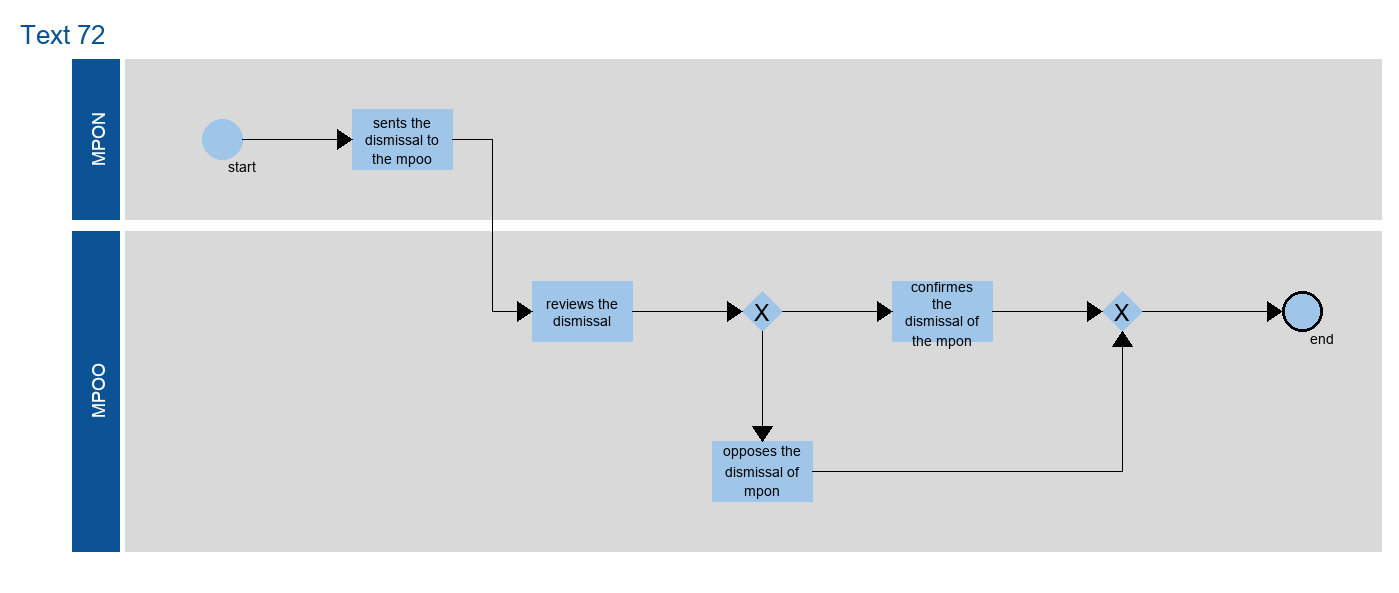 Text 72
MPON
start
sents the
dismissal to
the mpoo
MPOO
reviews the
dismissal
X
confirmes
the
dismissal of
the mpon
X
end
opposes the
dismissal of
mpon